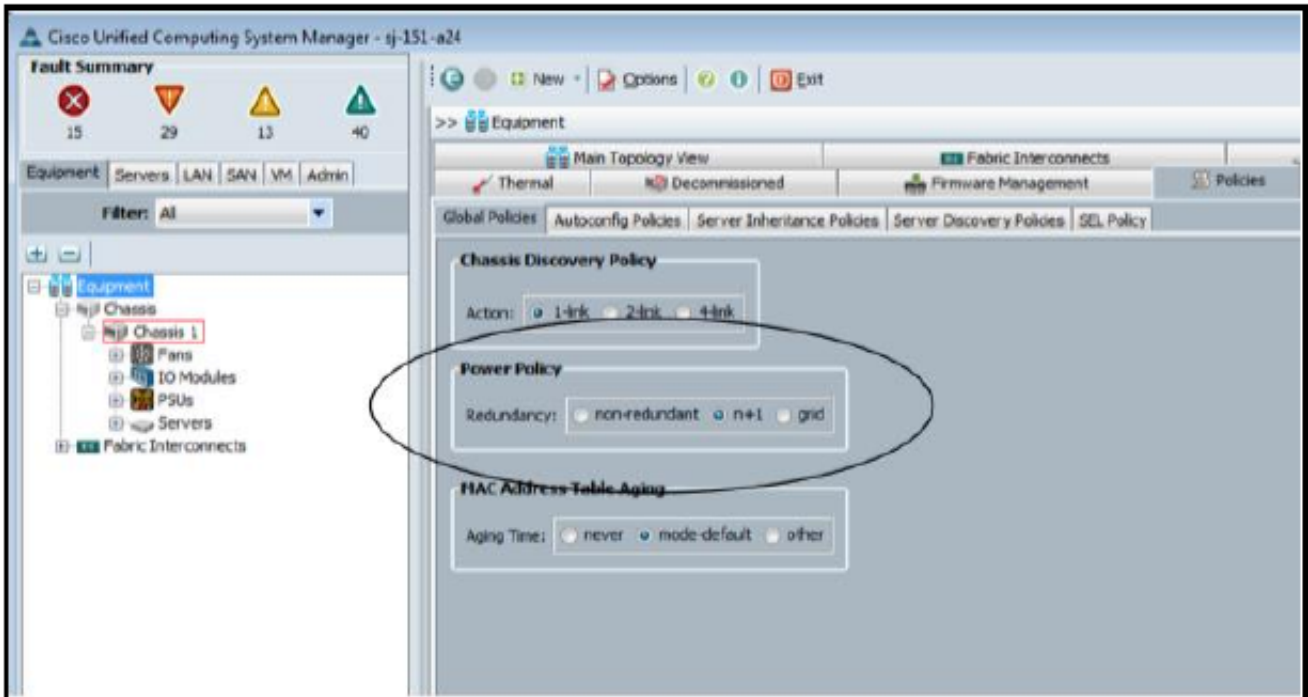 Cisco Unified Computing System Manager - sj-151-a24
Fault Summary
15 29 13 40
Equipment Servers LAN SAN VM Admin
Filter: All
Equipment
Chassis
Chassis 1
Fans
IO Modules
PSUs
Servers
Fabric Interconnects
New Options Exit
>> Equipment
Main Topology View Fabric Interconnects
Thermal Decommissioned Firmware Management Policies
Global Policies Autoconfig Policies Server Inheritance Policies Server Discovery Policies SEL Policy
Chassis Discovery Policy
Action: 1-link 2-link 4-link
Power Policy
Redundancy: non-redundant n+1 grid
MAC Address Table Aging
Aging Time: never mode-default other